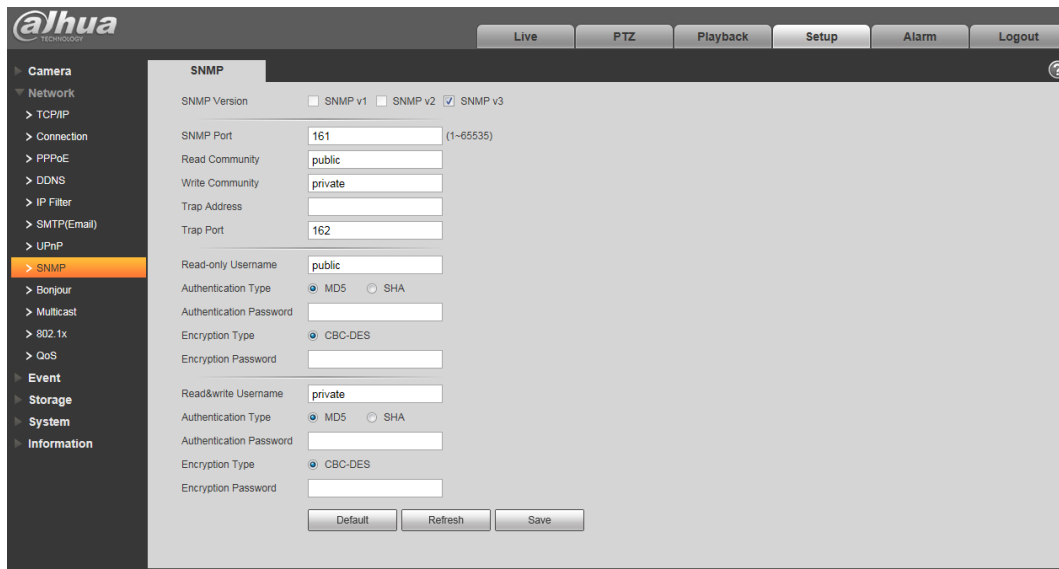 alhua
TECHNOLOGY
Live PTZ Playback Setup Alarm Logout
Camera
Network
> TCP/IP
> Connection
> PPPoE
> DDNS
> IP Filter
> SMTP(Email)
> UPnP
> SNMP
> Bonjour
> Multicast
> 802.1x
> QoS
Event
Storage
System
Information
SNMP
?
SNMP Version SNMP v1 SNMP v2 SNMP v3
SNMP Port 161 (1~65535)
Read Community public
Write Community private
Trap Address
Trap Port 162
Read-only Username public
Authentication Type MD5 SHA
Authentication Password
Encryption Type CBC-DES
Encryption Password
Read&write Username private
Authentication Type MD5 SHA
Authentication Password
Encryption Type CBC-DES
Encryption Password
Default Refresh Save